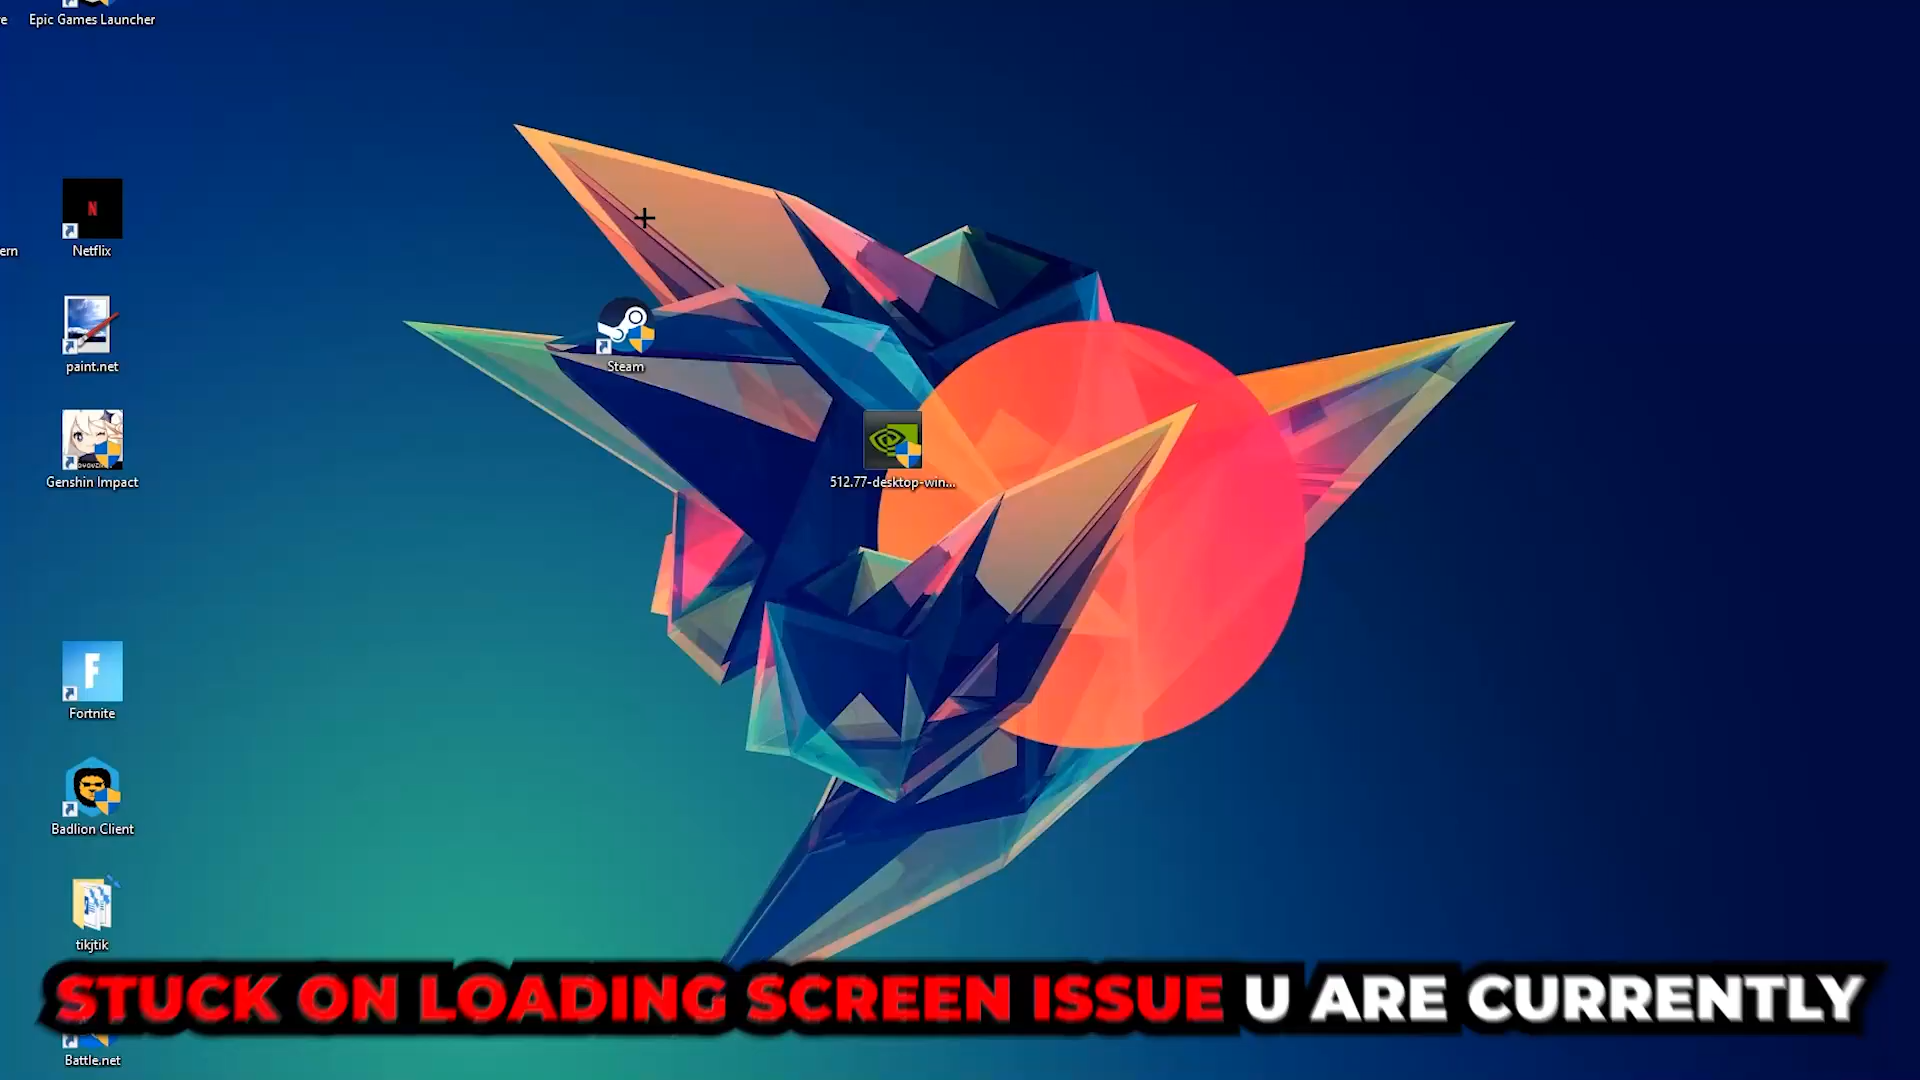 Epic Games Launcher
N
Netflix
ern
paint.net
Steam
Genshin Impact
512.77-desktop-win...
F
Fortnite
Badlion Client
tikjtik
STUCK ON LOADING SCREEN ISSUE U ARE CURRENTLY
Battle.net